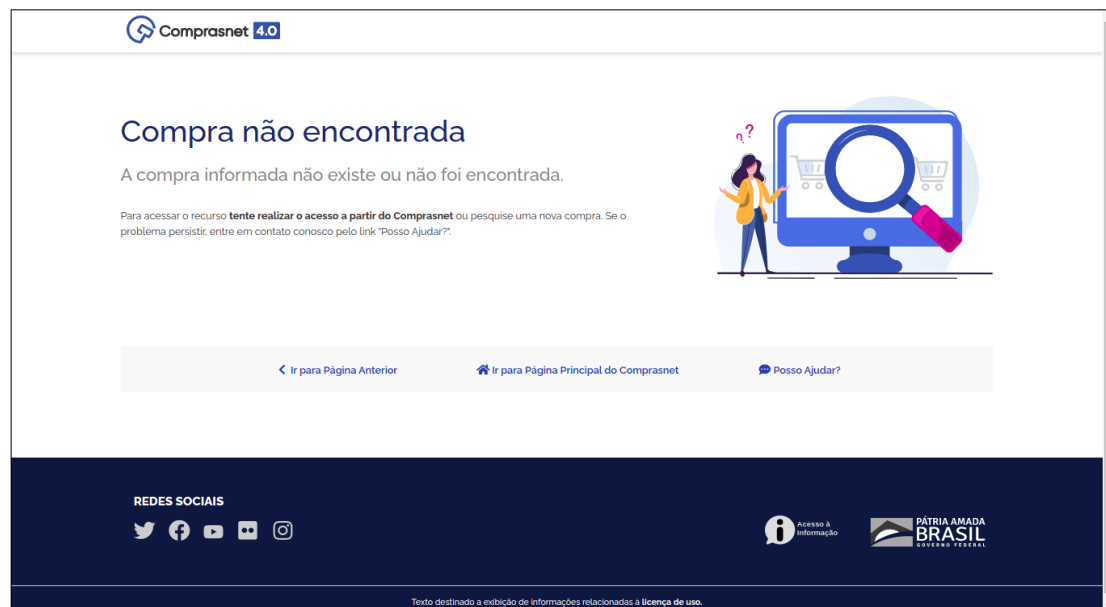 Comprasnet 4.0
Compra não encontrada
A compra informada não existe ou não foi encontrada.
Para acessar o recurso tente realizar o acesso a partir do Comprasnet ou pesquise uma nova compra. Se o
problema persistir, entre em contato conosco pelo link "Posso Ajudar?".
? ?
Ir para Página Anterior
Ir para Página Principal do Comprasnet
Posso Ajudar?
REDES SOCIAIS
Acesso à
Informação
PÁTRIA AMADA
BRASIL
GOVERNO FEDERAL
Texto destinado a exibição de informações relacionadas à licença de uso.